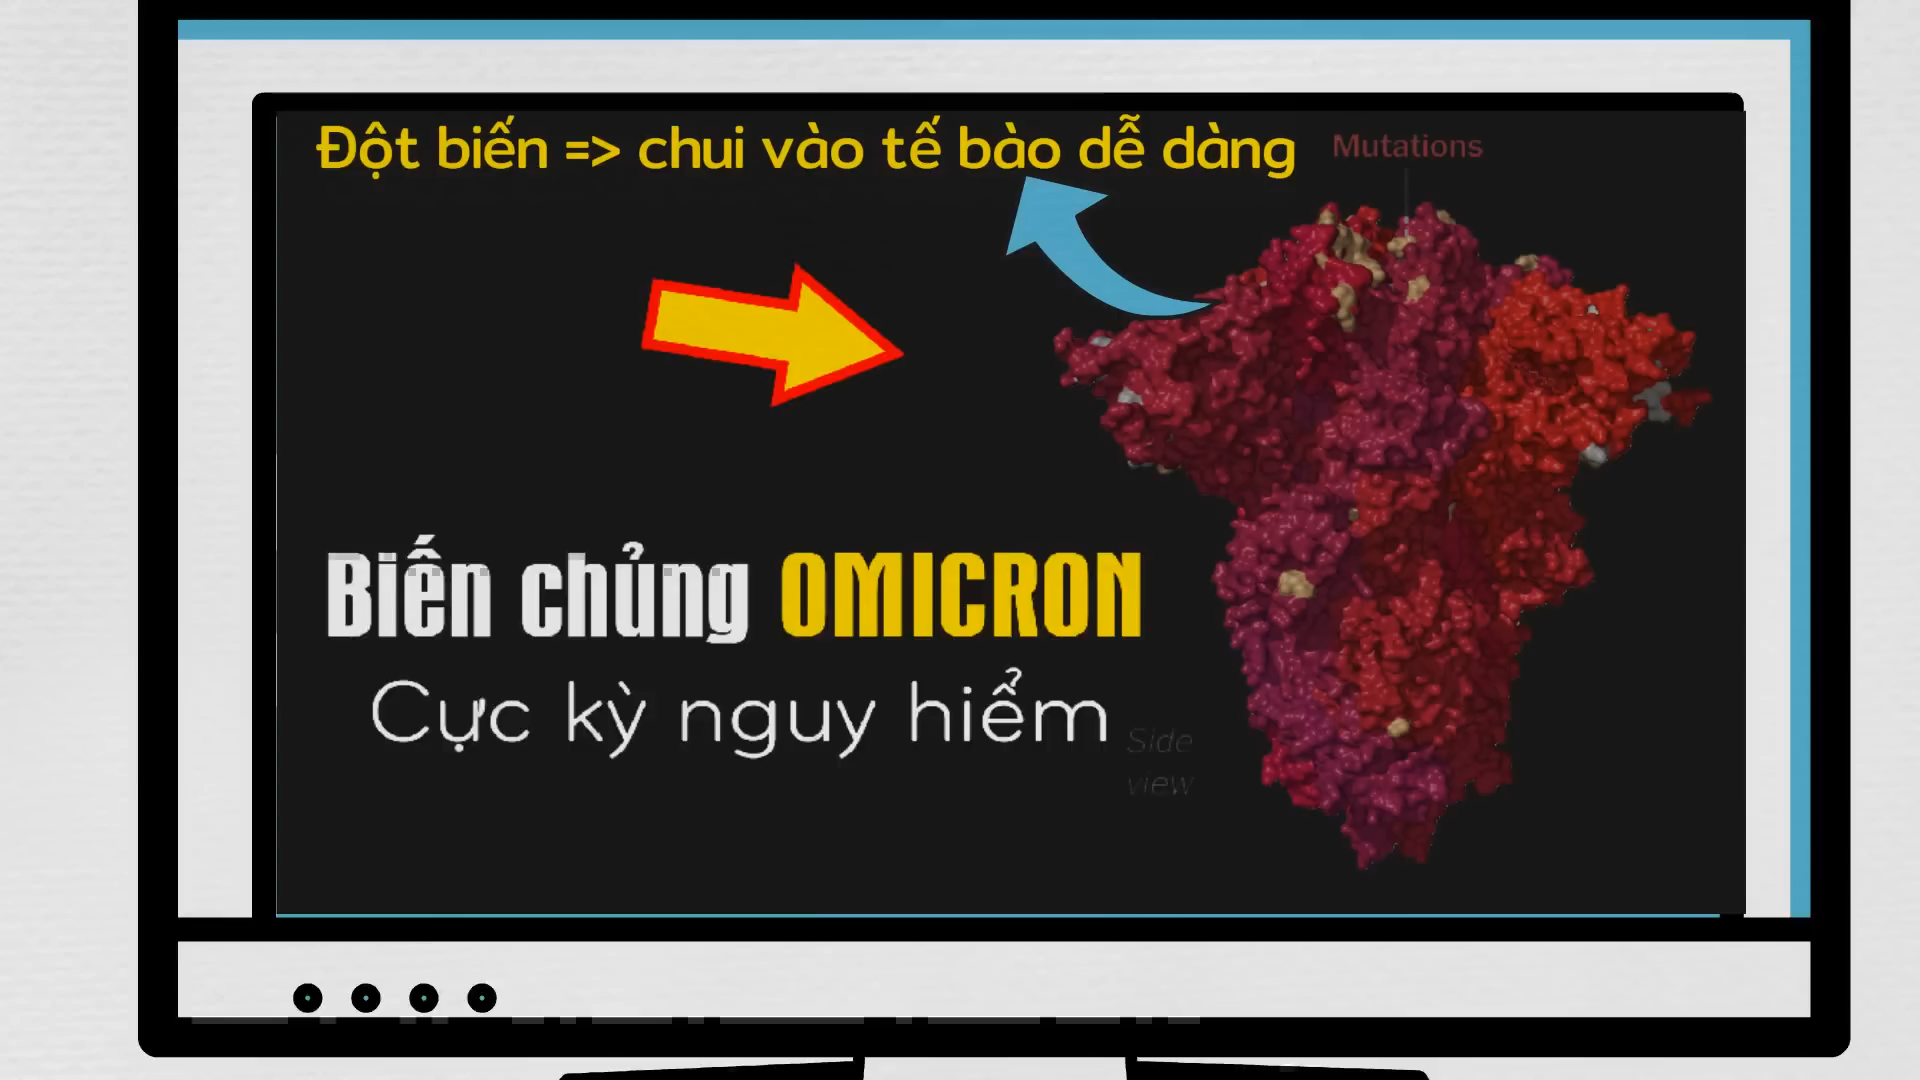 Đột biến => chui vào tế bào dễ dàng
Mutations
Biến chủng OMICRON
Cực kỳ nguy hiểm
Side
view